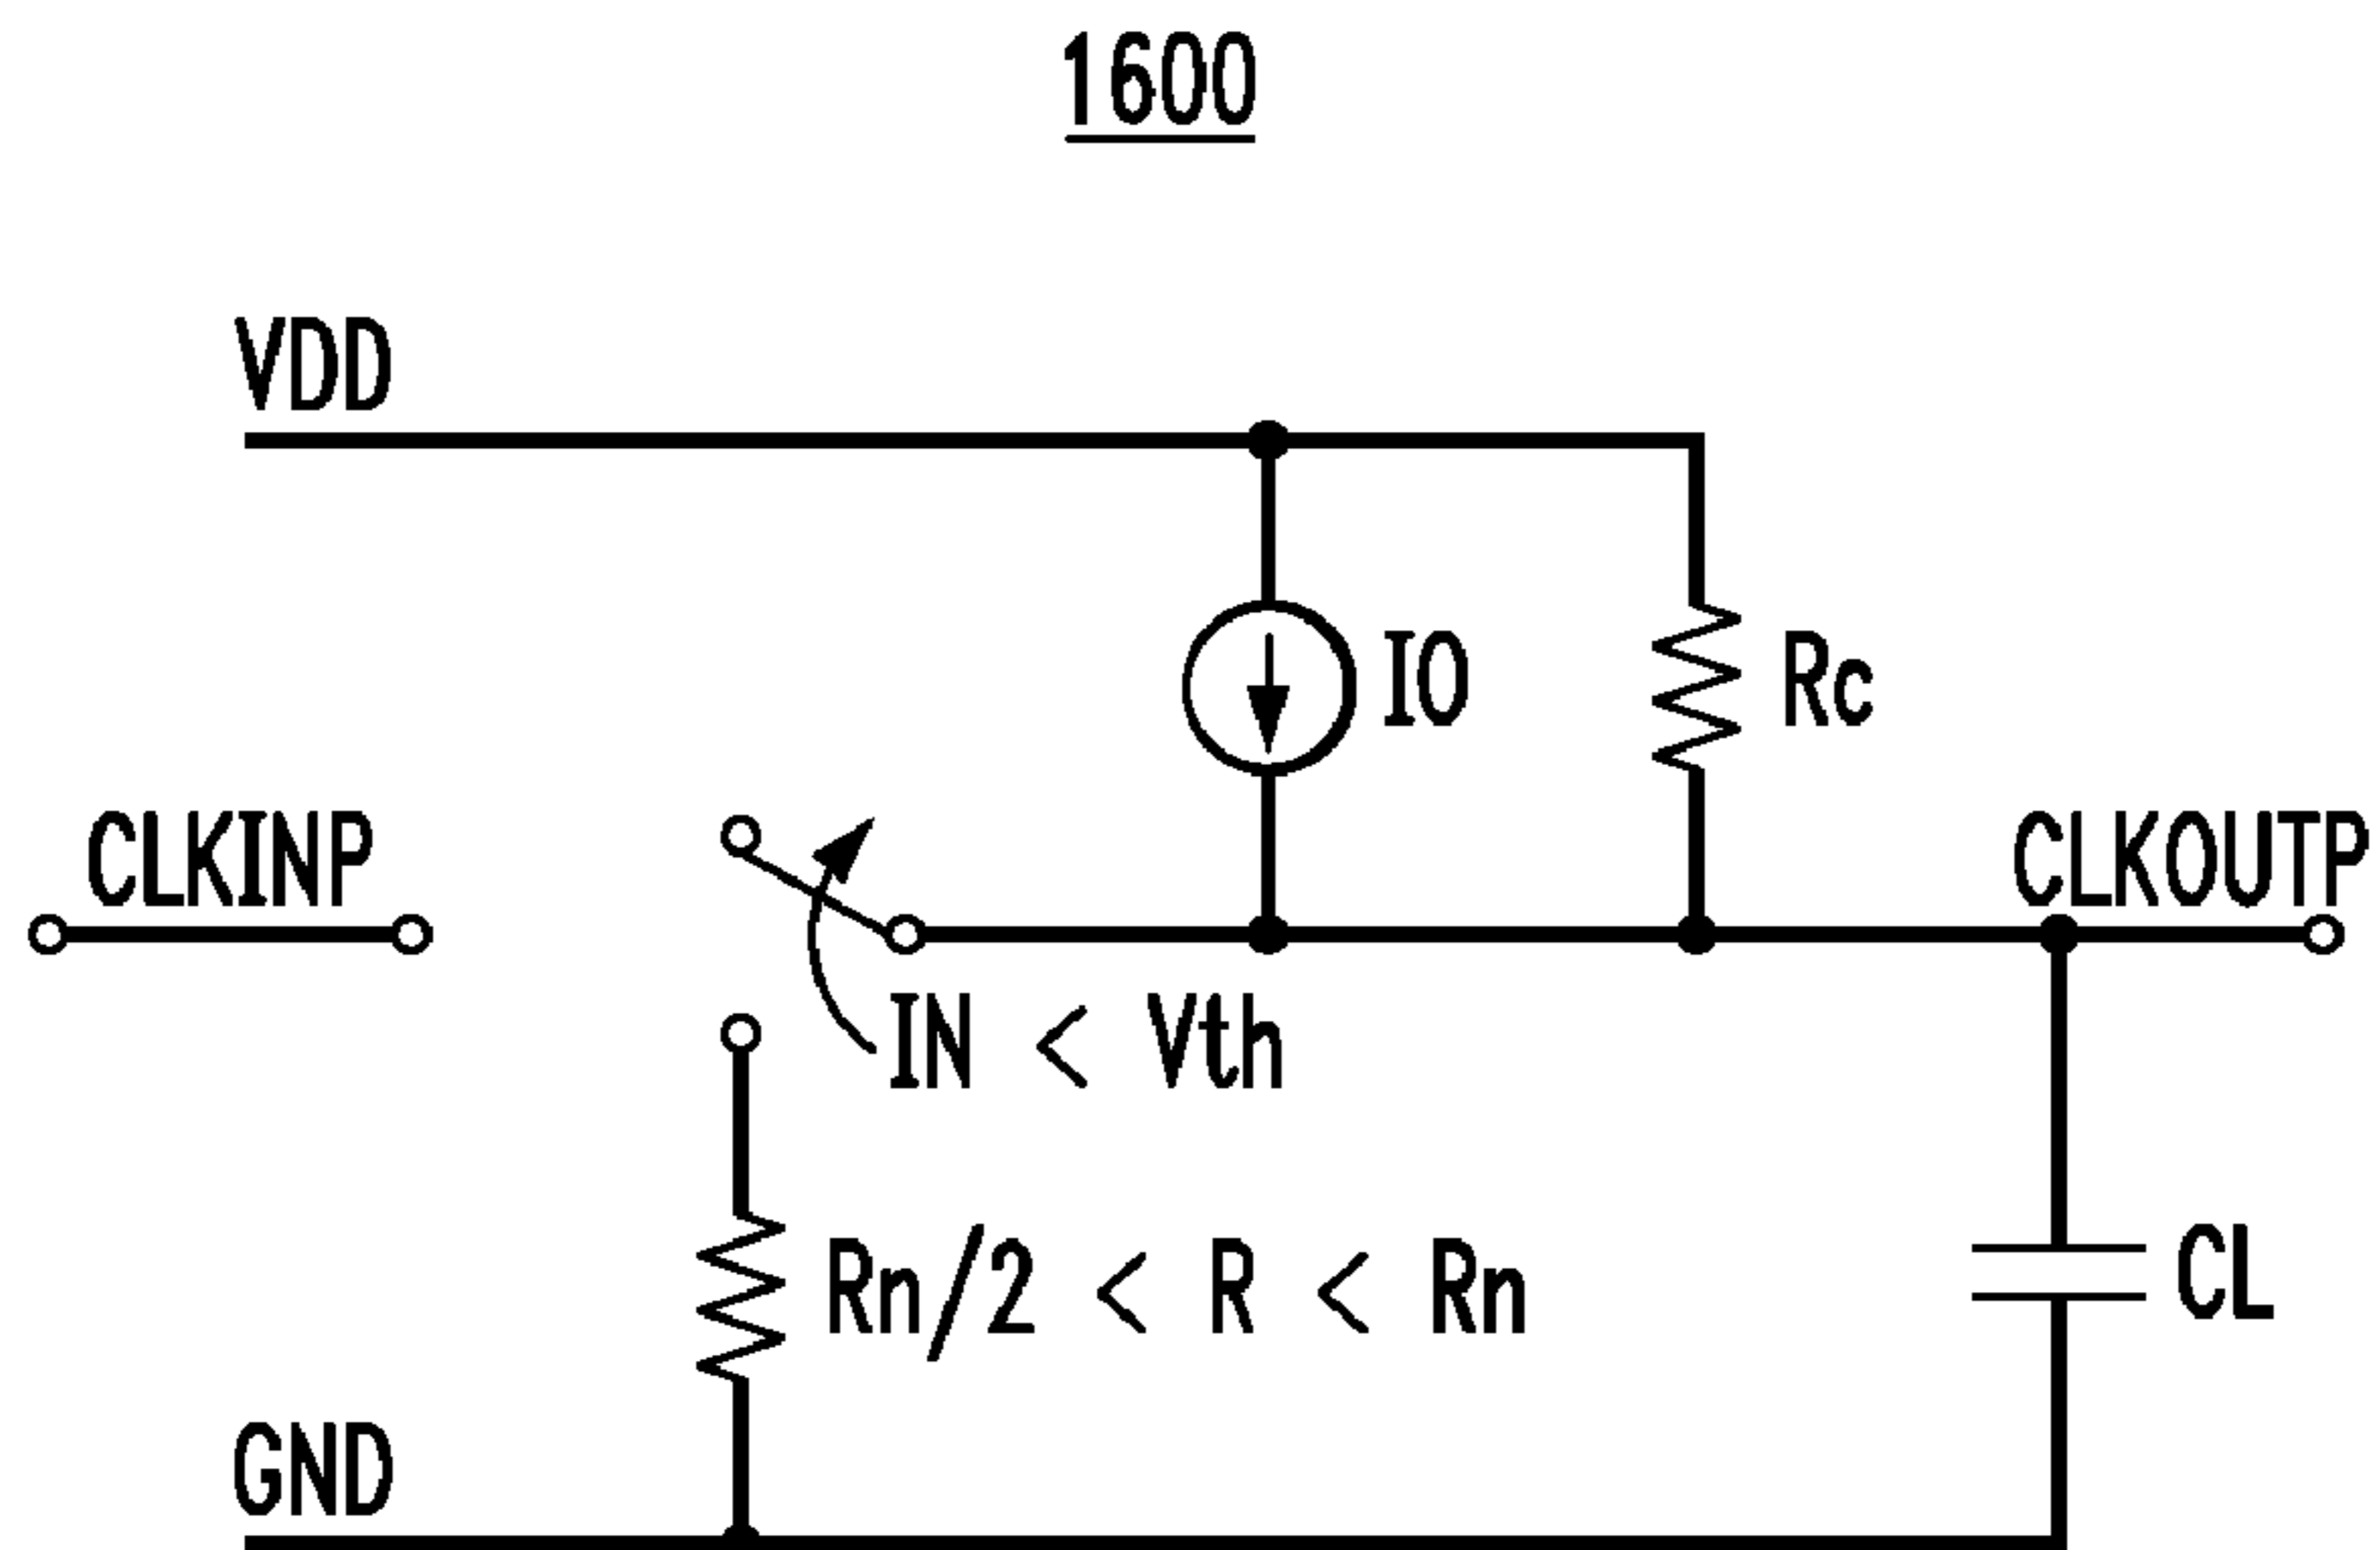 1600
VDD
IO
Rc
CLKINP
CLKOUTP
IN < Vth
Rn/2 < R < Rn
CL
GND